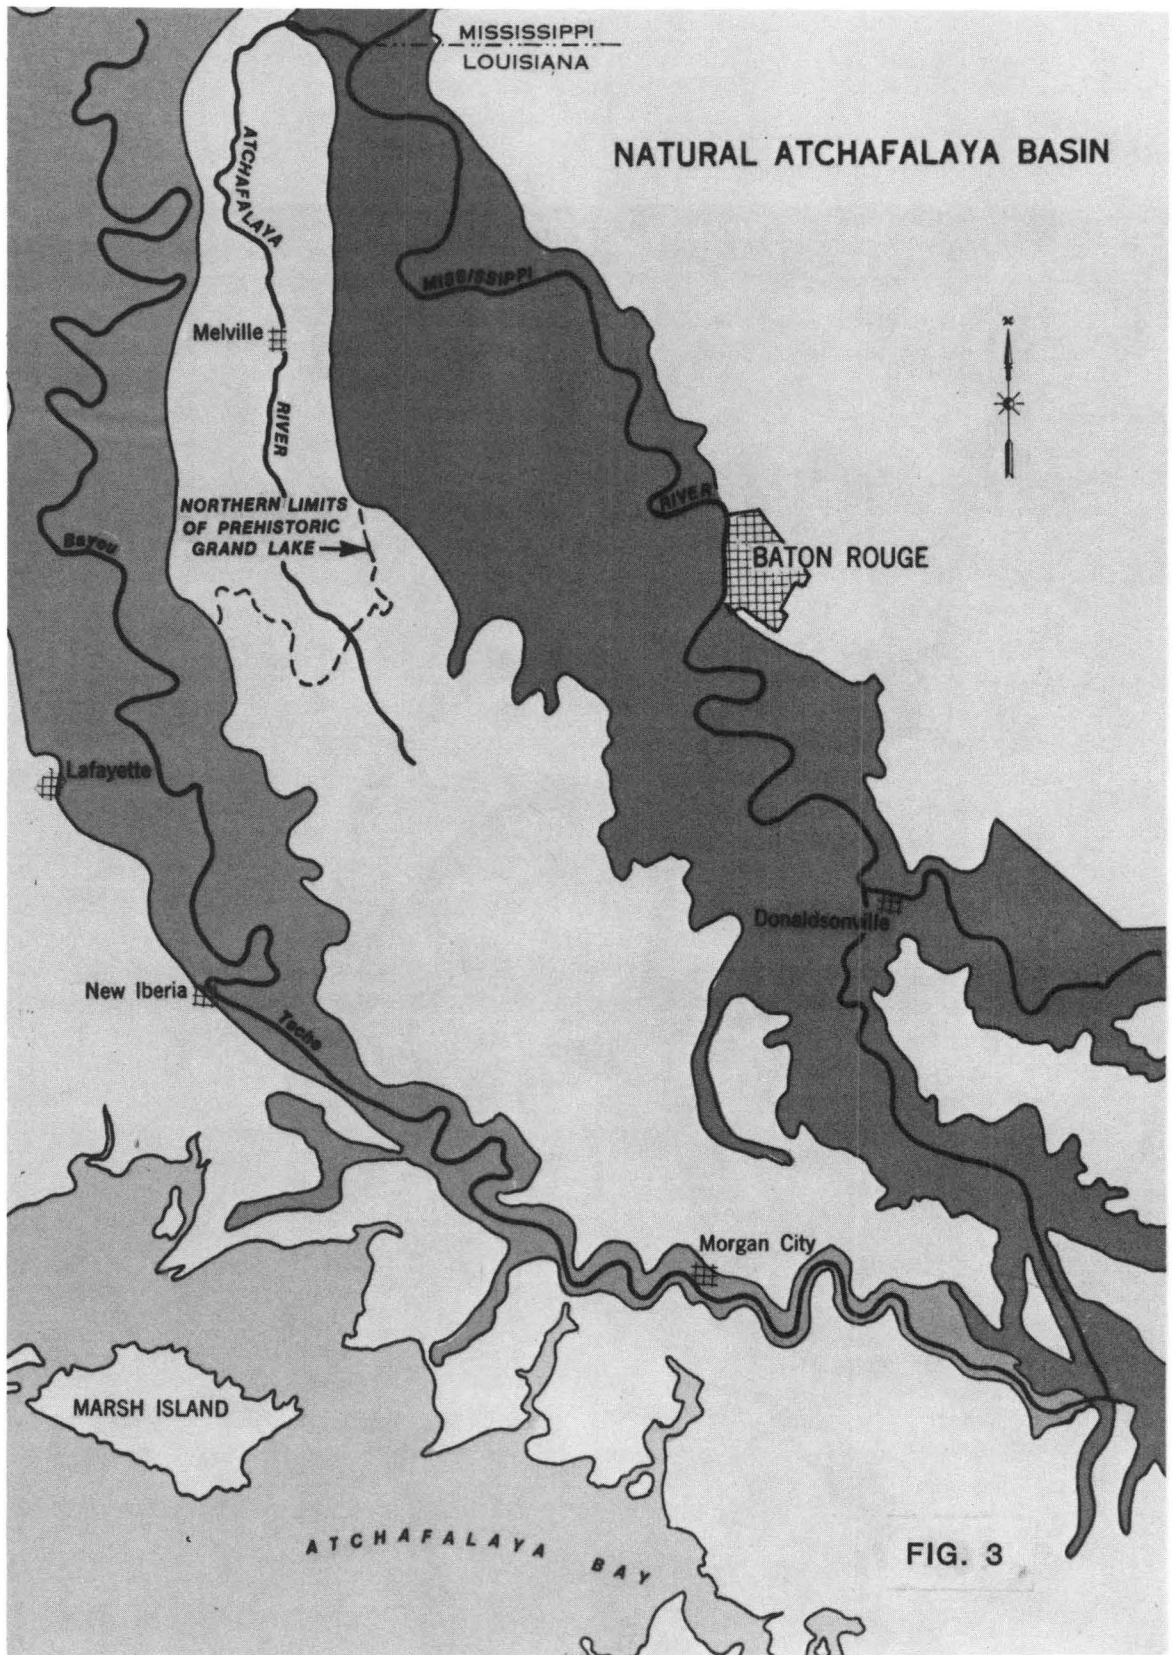 MISSISSIPPI
LOUISIANA
NATURAL ATCHAFALAYA BASIN
ATCHAFALAYA
MISSISSIPPI
N
Melville
RIVER
NORTHERN LIMITS
OF PREHISTORIC
GRAND LAKE
RIVER
Bayou
BATON ROUGE
Lafayette
Donaldsonville
New Iberia
Teche
Morgan City
MARSH ISLAND
ATCHAFALAYA BAY
FIG. 3